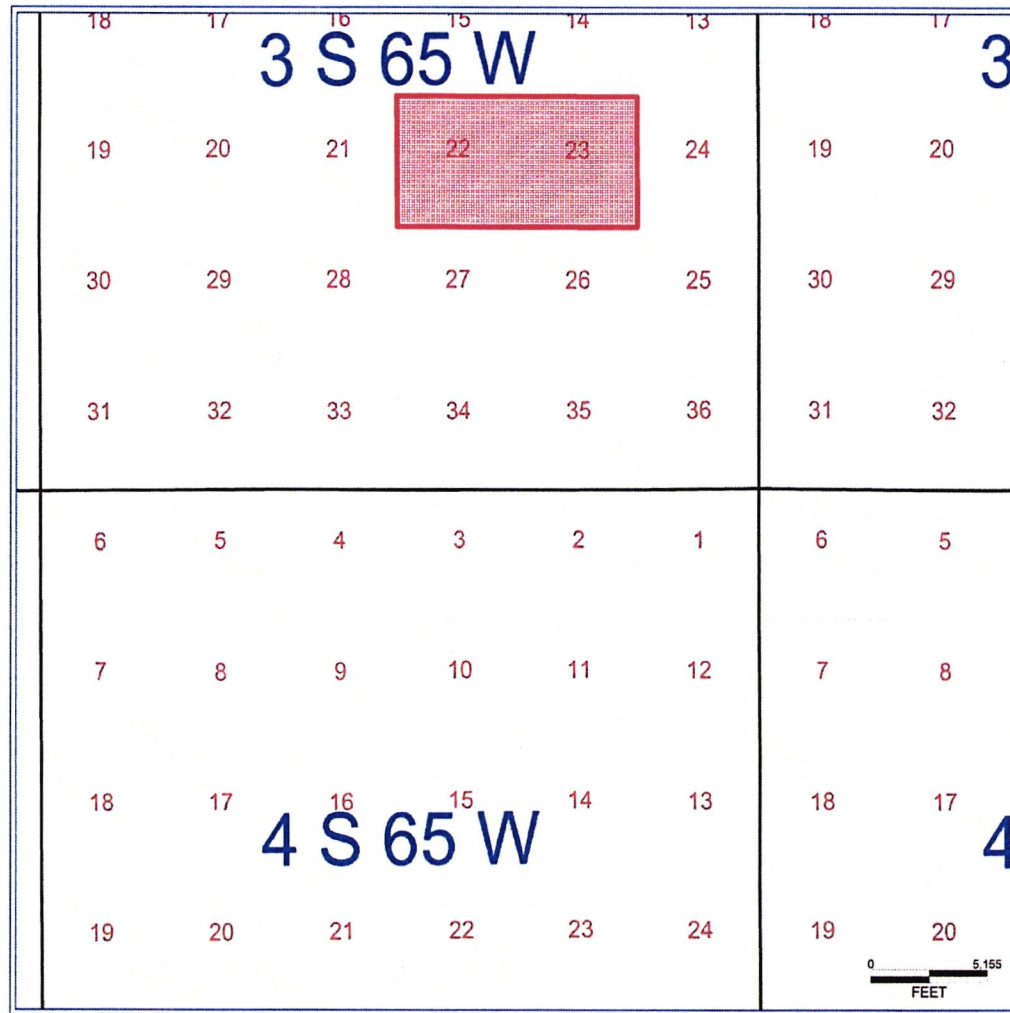 18 17 16 15 14 13 18 17
3 S 65 W 3
19 20 21 22 23 24 19 20
30 29 28 27 26 25 30 29
31 32 33 34 35 36 31 32
6 5 4 3 2 1 6 5
7 8 9 10 11 12 7 8
18 17 16 15 14 13 18 17
4 S 65 W 4
19 20 21 22 23 24 19 20
0 5,155
FEET